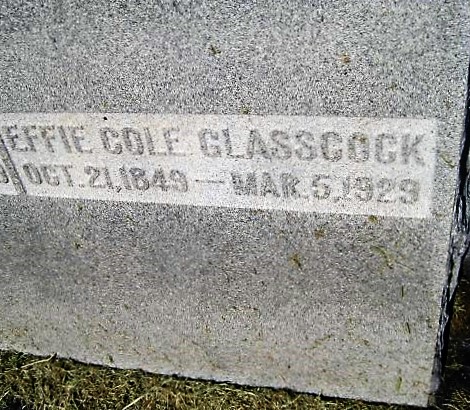 EFFIE COLE GLASSCOCK
OCT. 21, 1849 — MAR. 5, 1929